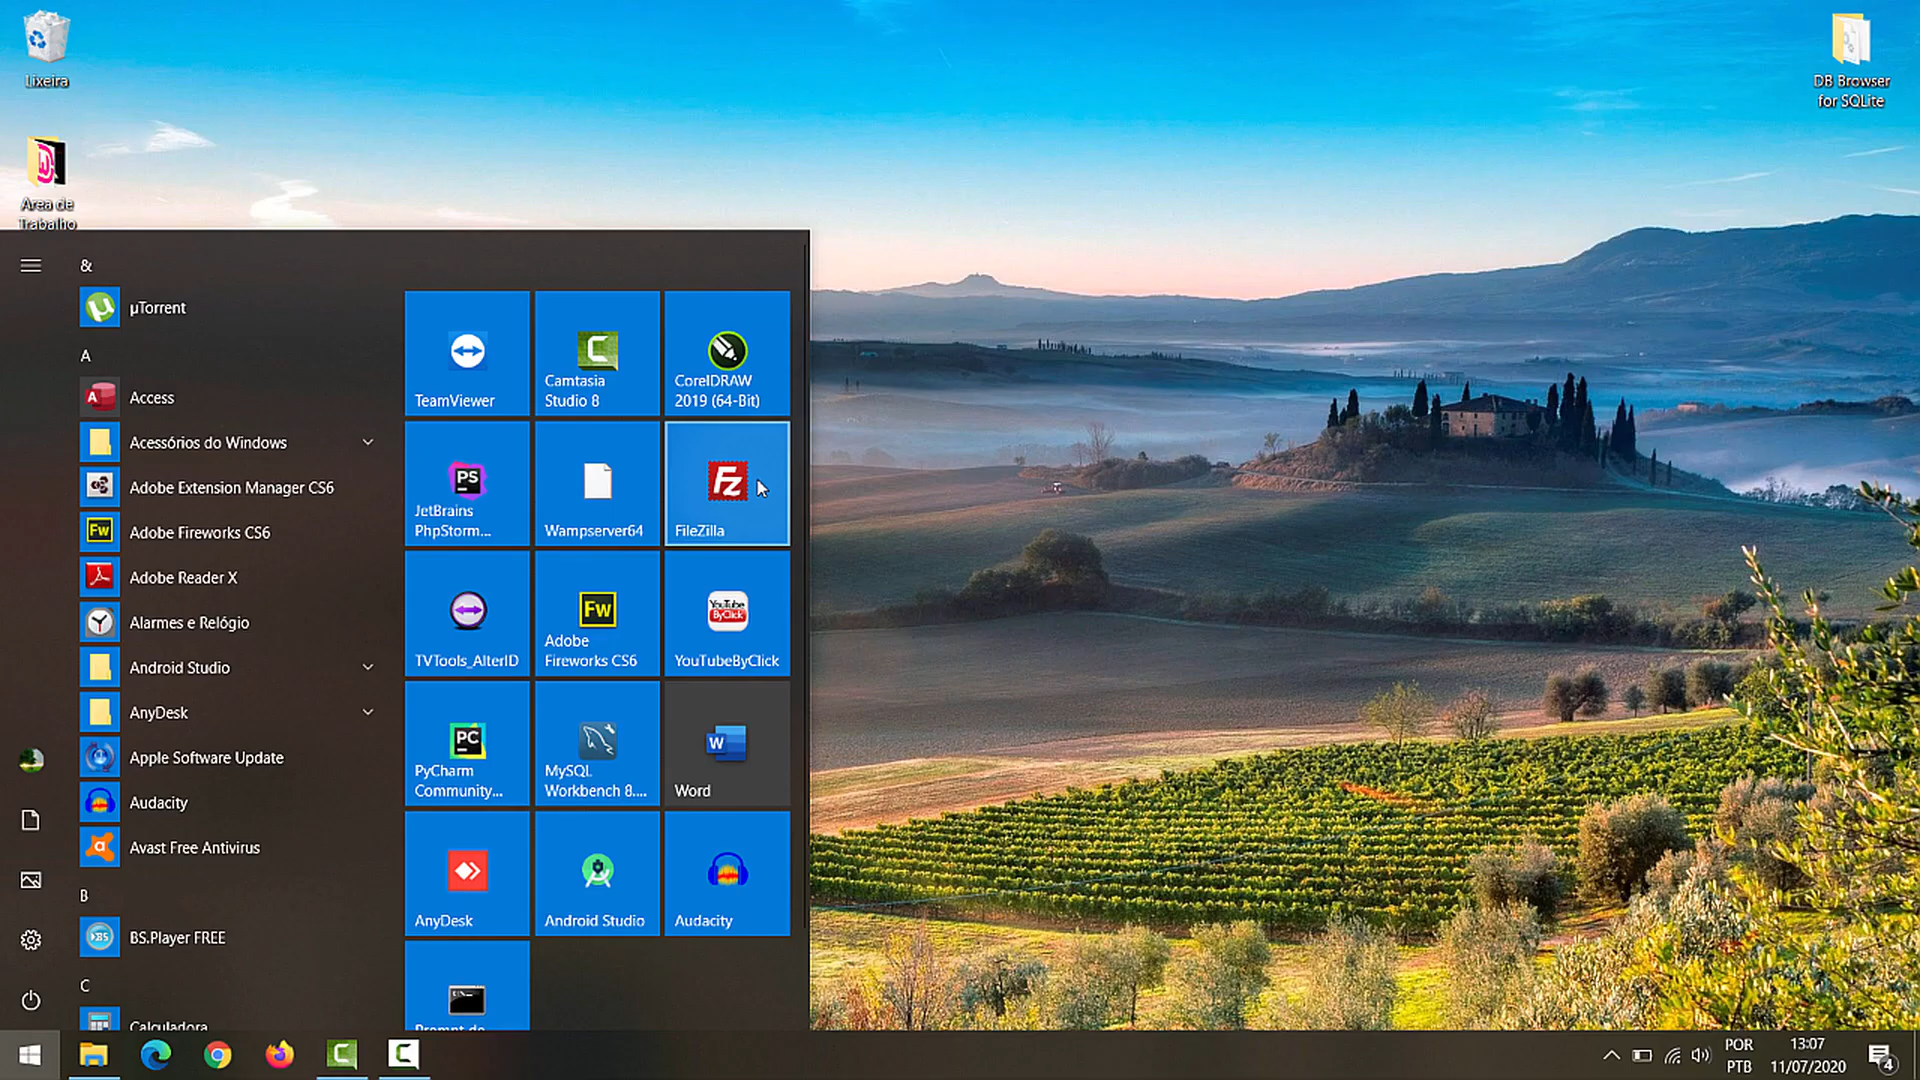 Lixeira
Área de
Trabalho
DB Browser
for SQLite
&
µTorrent
A
Access
Acessórios do Windows
Adobe Extension Manager CS6
Adobe Fireworks CS6
Adobe Reader X
Alarmes e Relógio
Android Studio
AnyDesk
Apple Software Update
Audacity
Avast Free Antivirus
B
BS.Player FREE
C
Calculadora
TeamViewer
Camtasia
Studio 8
CorelDRAW
2019 (64-Bit)
JetBrains
PhpStorm...
Wampserver64
FileZilla
TVTools_AlterID
Adobe
Fireworks CS6
YouTubeByClick
PyCharm
Community...
MySQL
Workbench 8....
Word
AnyDesk
Android Studio
Audacity
Prompt de
POR
PTB
13:07
11/07/2020
4